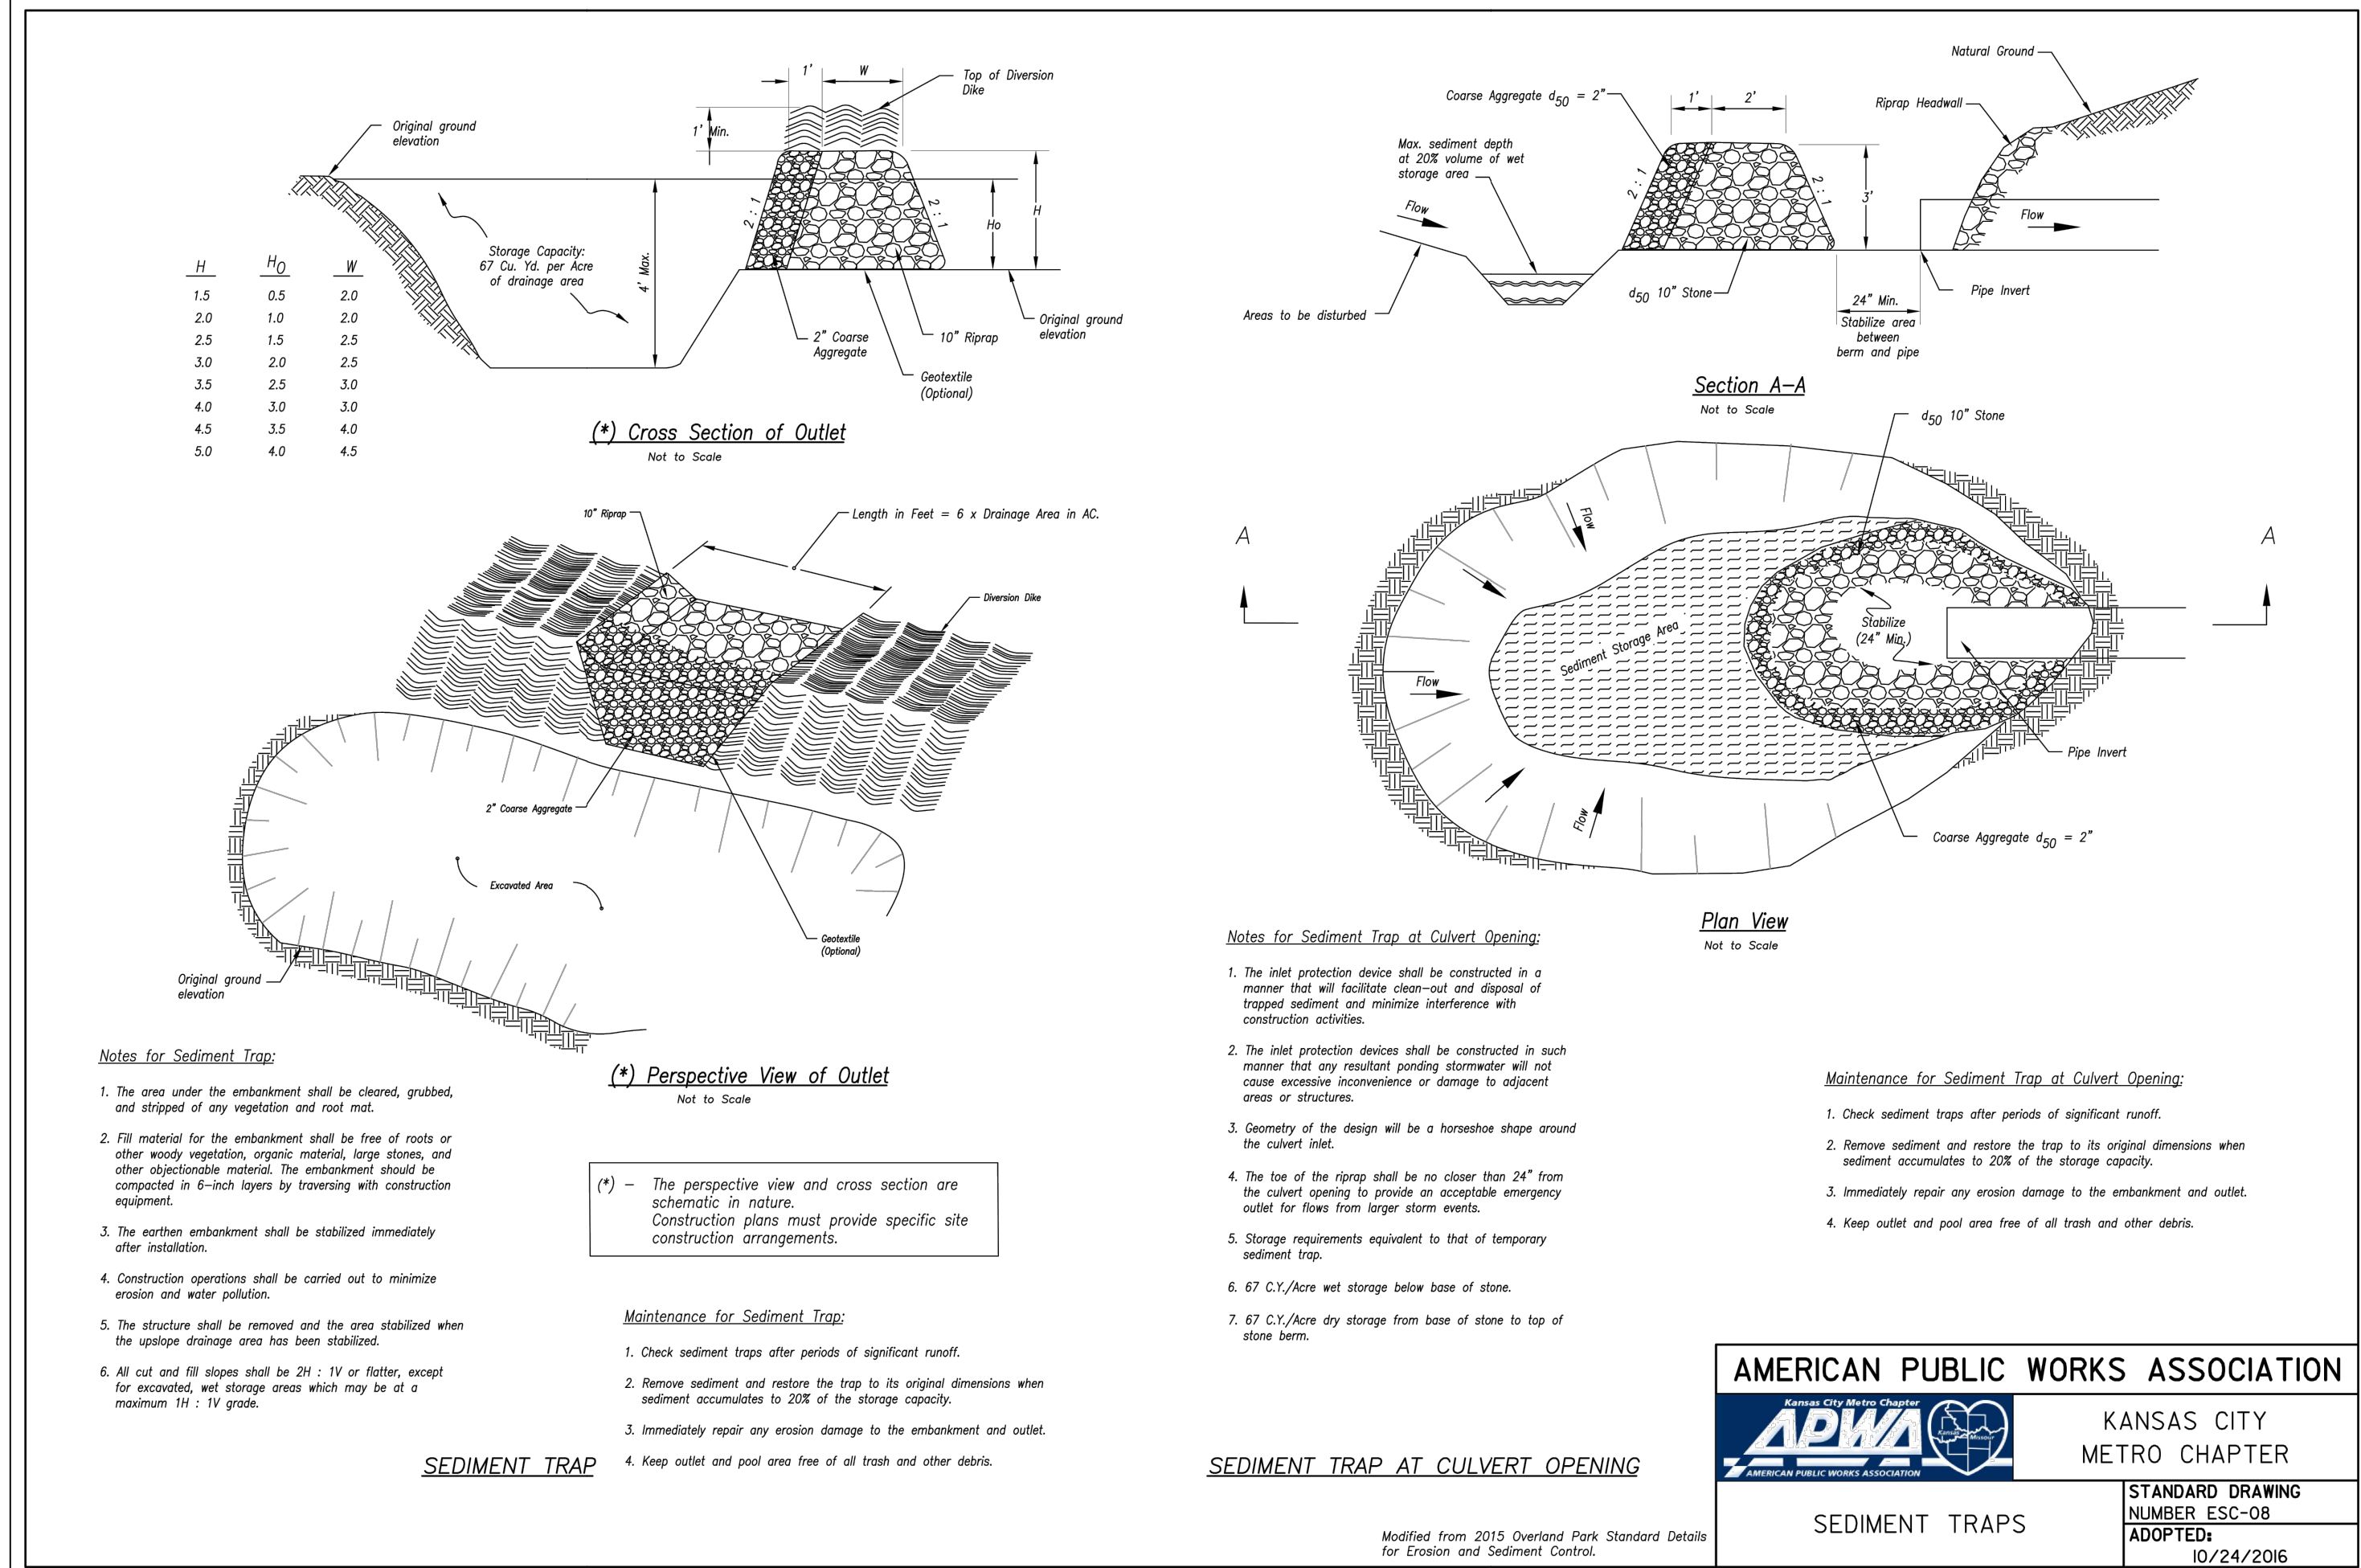 1'
W
Top of Diversion
Dike
1' Min.
Original ground
elevation
Storage Capacity:
67 Cu. Yd. per Acre
of drainage area
4' Max.
2 : 1
2 : 1
Ho
H
2" Coarse
Aggregate
10" Riprap
Original ground
elevation
Geotextile
(Optional)
H H0 W
1.5 0.5 2.0
2.0 1.0 2.0
2.5 1.5 2.5
3.0 2.0 2.5
3.5 2.5 3.0
4.0 3.0 3.0
4.5 3.5 4.0
5.0 4.0 4.5
(*) Cross Section of Outlet
Not to Scale
10" Riprap
Length in Feet = 6 x Drainage Area in AC.
Diversion Dike
2" Coarse Aggregate
Excavated Area
Geotextile
(Optional)
Original ground
elevation
(*) Perspective View of Outlet
Not to Scale
Notes for Sediment Trap:
1. The area under the embankment shall be cleared, grubbed,
and stripped of any vegetation and root mat.
2. Fill material for the embankment shall be free of roots or
other woody vegetation, organic material, large stones, and
other objectionable material. The embankment should be
compacted in 6-inch layers by traversing with construction
equipment.
3. The earthen embankment shall be stabilized immediately
after installation.
4. Construction operations shall be carried out to minimize
erosion and water pollution.
5. The structure shall be removed and the area stabilized when
the upslope drainage area has been stabilized.
6. All cut and fill slopes shall be 2H : 1V or flatter, except
for excavated, wet storage areas which may be at a
maximum 1H : 1V grade.
(*) - The perspective view and cross section are
schematic in nature.
Construction plans must provide specific site
construction arrangements.
Maintenance for Sediment Trap:
1. Check sediment traps after periods of significant runoff.
2. Remove sediment and restore the trap to its original dimensions when
sediment accumulates to 20% of the storage capacity.
3. Immediately repair any erosion damage to the embankment and outlet.
4. Keep outlet and pool area free of all trash and other debris.
SEDIMENT TRAP
Natural Ground
Coarse Aggregate d50 = 2"
1'
2'
Riprap Headwall
Max. sediment depth
at 20% volume of wet
storage area
2 : 1
2 : 1
3'
Flow
Flow
d50 10" Stone
24" Min.
Stabilize area
between
berm and pipe
Pipe Invert
Areas to be disturbed
Section A-A
Not to Scale
d50 10" Stone
A
A
Flow
Sediment Storage Area
Stabilize
(24" Min.)
Flow
Pipe Invert
Flow
Coarse Aggregate d50 = 2"
Plan View
Not to Scale
Notes for Sediment Trap at Culvert Opening:
1. The inlet protection device shall be constructed in a
manner that will facilitate clean-out and disposal of
trapped sediment and minimize interference with
construction activities.
2. The inlet protection devices shall be constructed in such
manner that any resultant ponding stormwater will not
cause excessive inconvenience or damage to adjacent
areas or structures.
3. Geometry of the design will be a horseshoe shape around
the culvert inlet.
4. The toe of the riprap shall be no closer than 24" from
the culvert opening to provide an acceptable emergency
outlet for flows from larger storm events.
5. Storage requirements equivalent to that of temporary
sediment trap.
6. 67 C.Y./Acre wet storage below base of stone.
7. 67 C.Y./Acre dry storage from base of stone to top of
stone berm.
Maintenance for Sediment Trap at Culvert Opening:
1. Check sediment traps after periods of significant runoff.
2. Remove sediment and restore the trap to its original dimensions when
sediment accumulates to 20% of the storage capacity.
3. Immediately repair any erosion damage to the embankment and outlet.
4. Keep outlet and pool area free of all trash and other debris.
SEDIMENT TRAP AT CULVERT OPENING
Modified from 2015 Overland Park Standard Details
for Erosion and Sediment Control.
AMERICAN PUBLIC WORKS ASSOCIATION
Kansas City Metro Chapter
APWA
Kansas Missouri
AMERICAN PUBLIC WORKS ASSOCIATION
KANSAS CITY
METRO CHAPTER
SEDIMENT TRAPS
STANDARD DRAWING
NUMBER ESC-08
ADOPTED:
10/24/2016